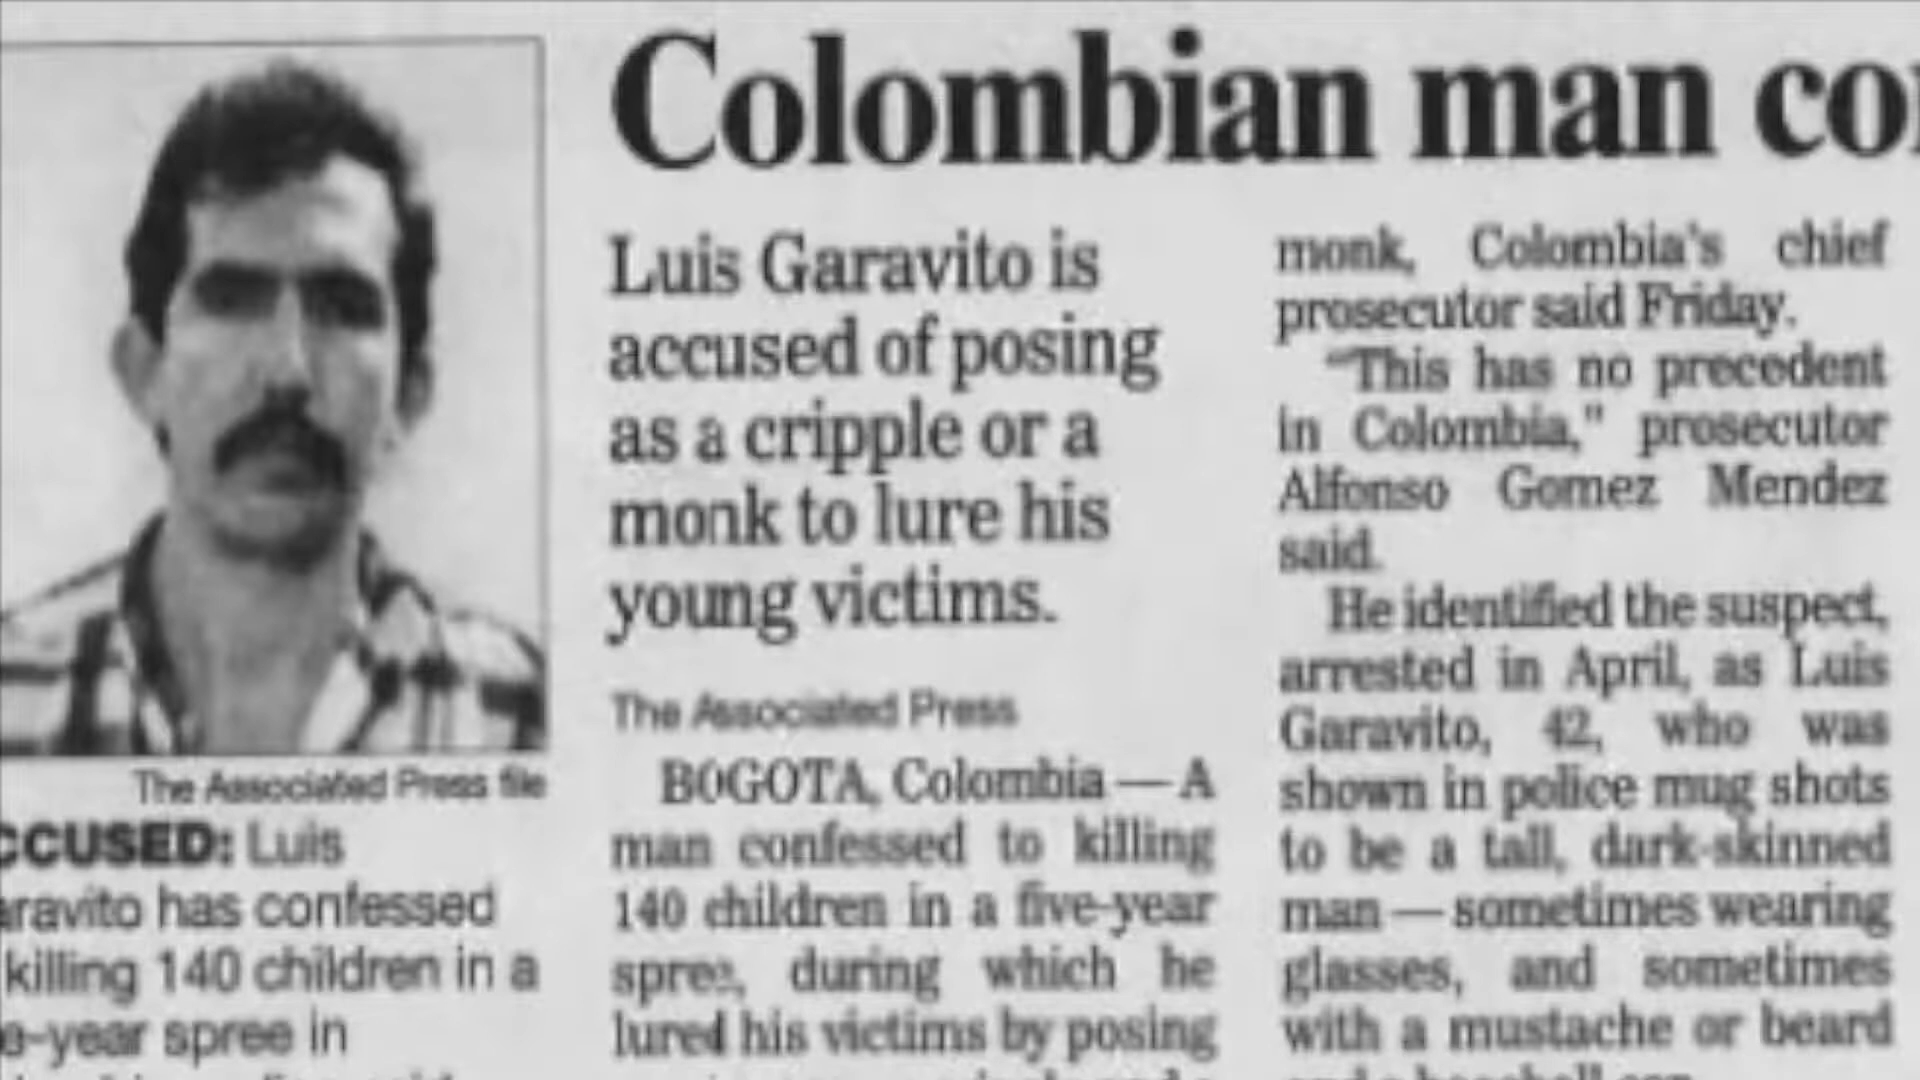 Colombian man
Luis Garavito is
accused of posing
as a cripple or a
monk to lure his
young victims.
The Associated Press
BOGOTA, Colombia — A
man confessed to killing
140 children in a five-year
spree, during which he
lured his victims by posing
monk, Colombia's chief
prosecutor said Friday.
"This has no precedent
in Colombia," prosecutor
Alfonso Gomez Mendez
said.
He identified the suspect,
arrested in April, as Luis
Garavito, 42, who was
shown in police mug shots
to be a tall, dark-skinned
man — sometimes wearing
glasses, and sometimes
with a mustache or beard
The Associated Press file
CCUSED: Luis
aravito has confessed
killing 140 children in a
e-year spree in